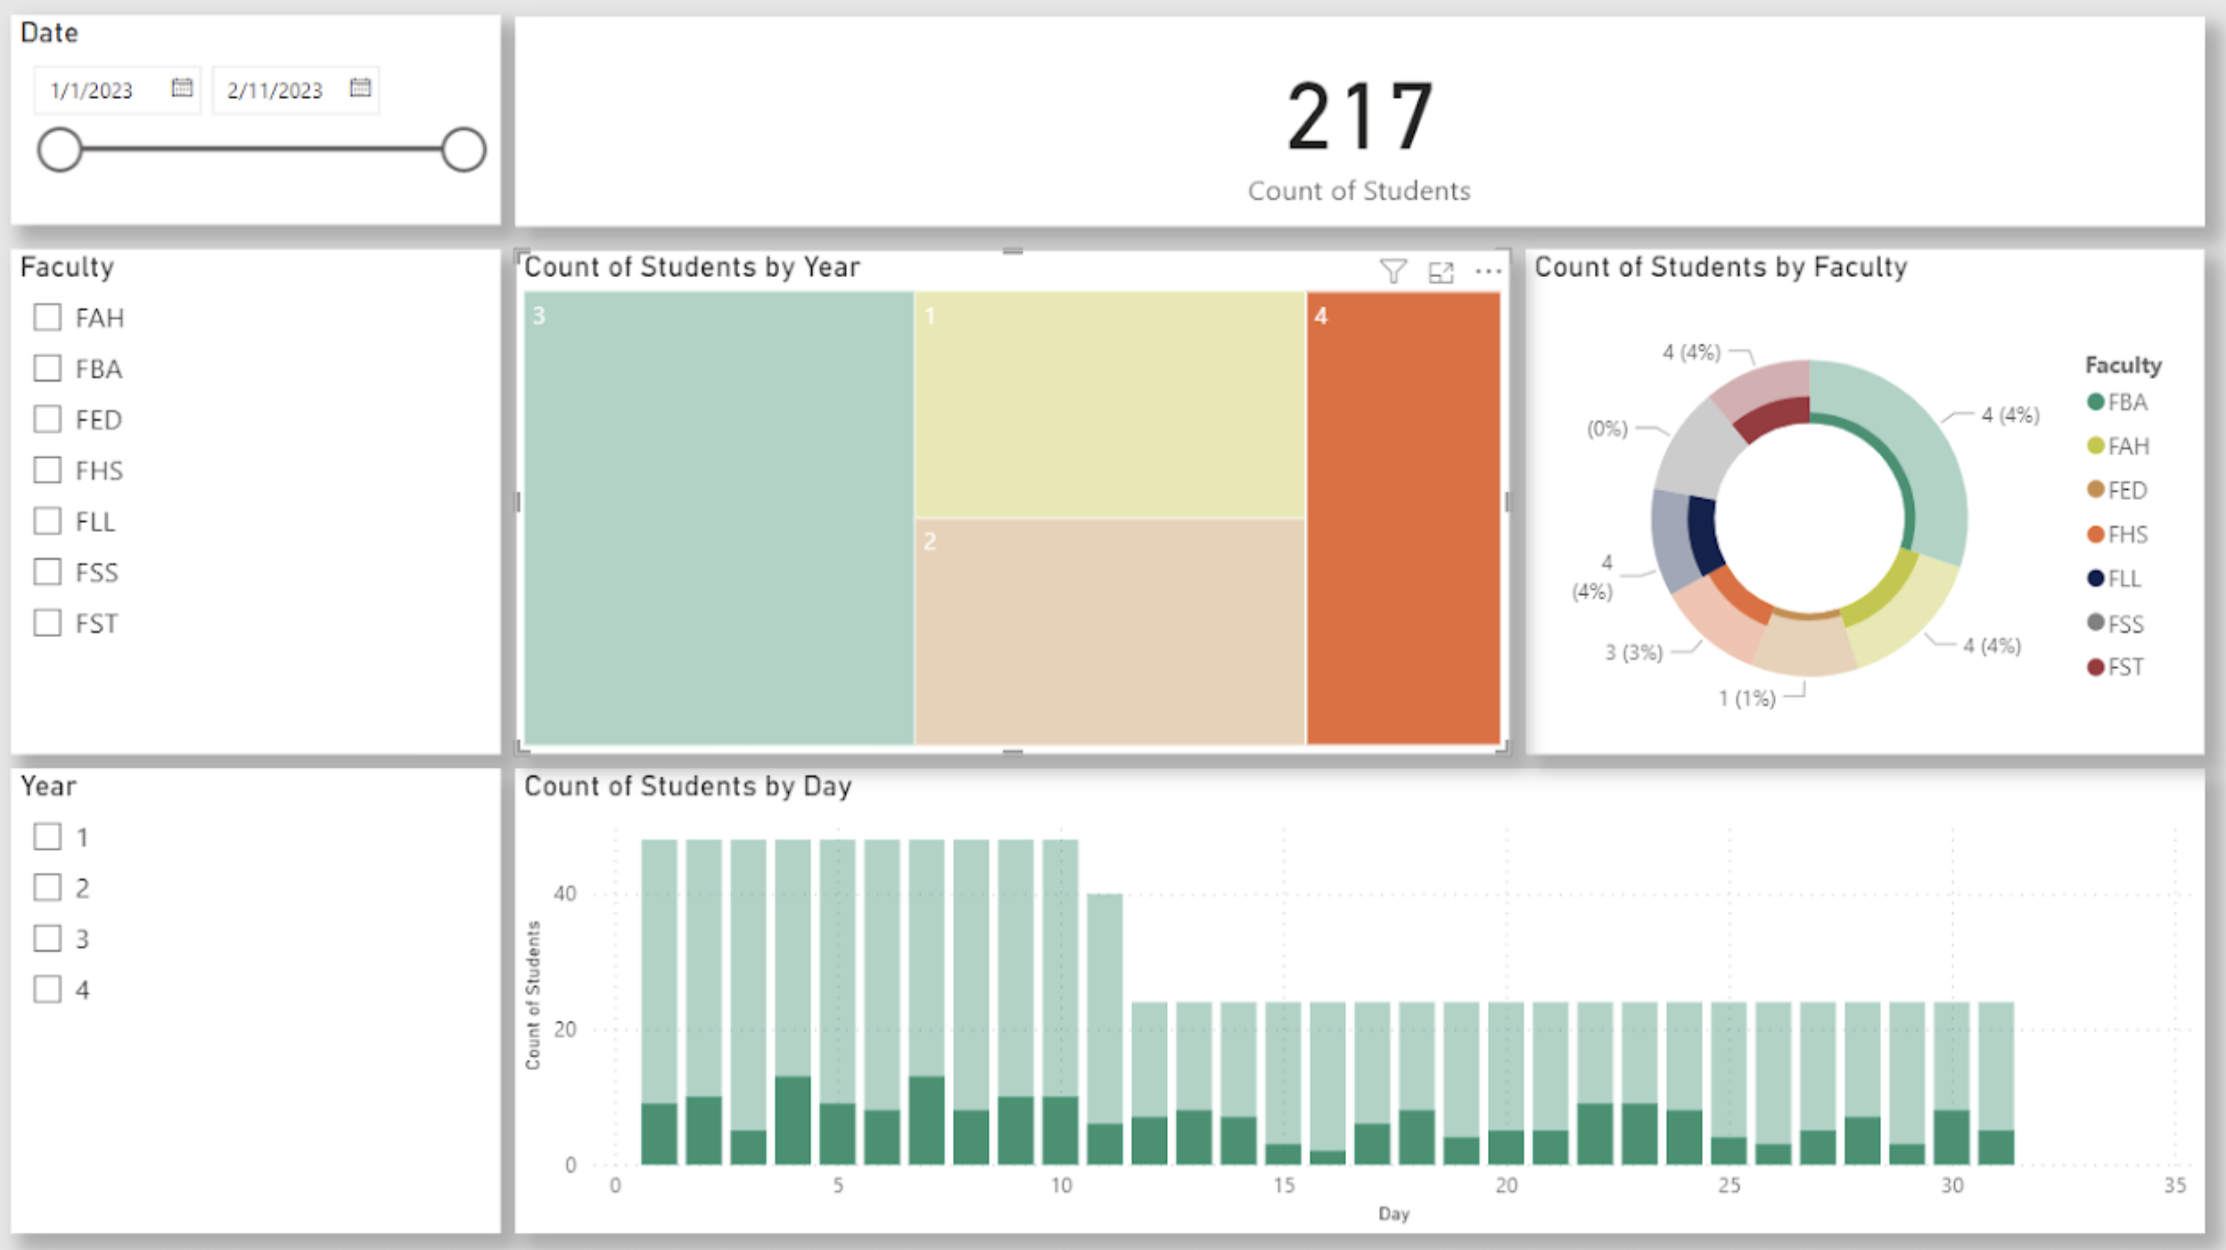 Date
1/1/2023
2/11/2023
217
Count of Students
Faculty
FAH
FBA
FED
FHS
FLL
FSS
FST
Count of Students by Year
3
1
4
2
Count of Students by Faculty
4 (4%)
4 (4%)
(0%)
4
(4%)
3 (3%)
1 (1%)
4 (4%)
Faculty
FBA
FAH
FED
FHS
FLL
FSS
FST
Year
1
2
3
4
Count of Students by Day
Count of Students
40
20
0
0 5 10 15 20 25 30 35
Day